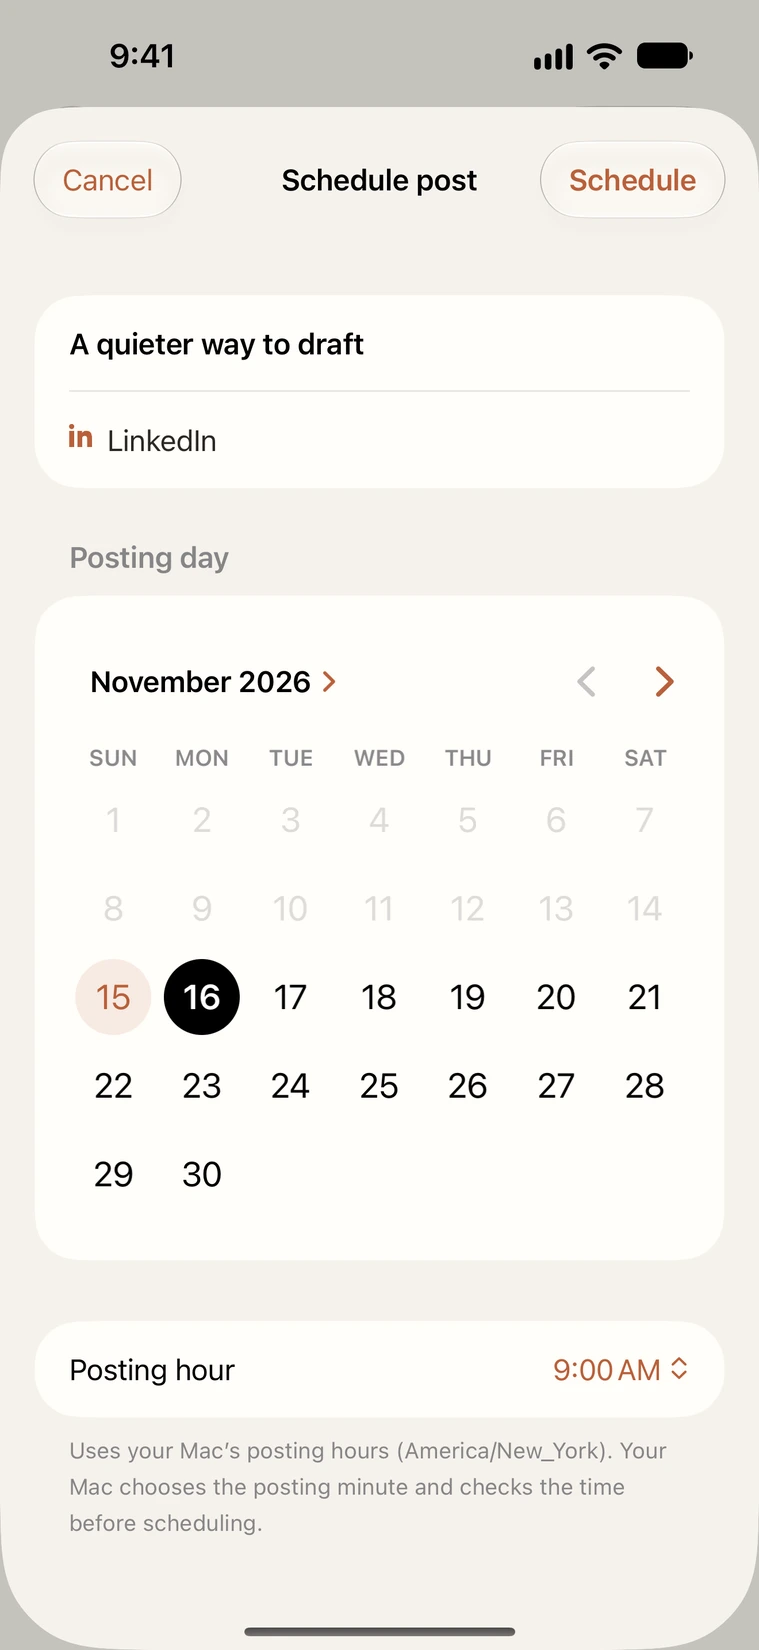 9:41
Cancel
Schedule post
Schedule
A quieter way to draft
in LinkedIn
Posting day
November 2026
SUN MON TUE WED THU FRI SAT
1 2 3 4 5 6 7
8 9 10 11 12 13 14
15 16 17 18 19 20 21
22 23 24 25 26 27 28
29 30
Posting hour
9:00 AM
Uses your Mac’s posting hours (America/New_York). Your
Mac chooses the posting minute and checks the time
before scheduling.